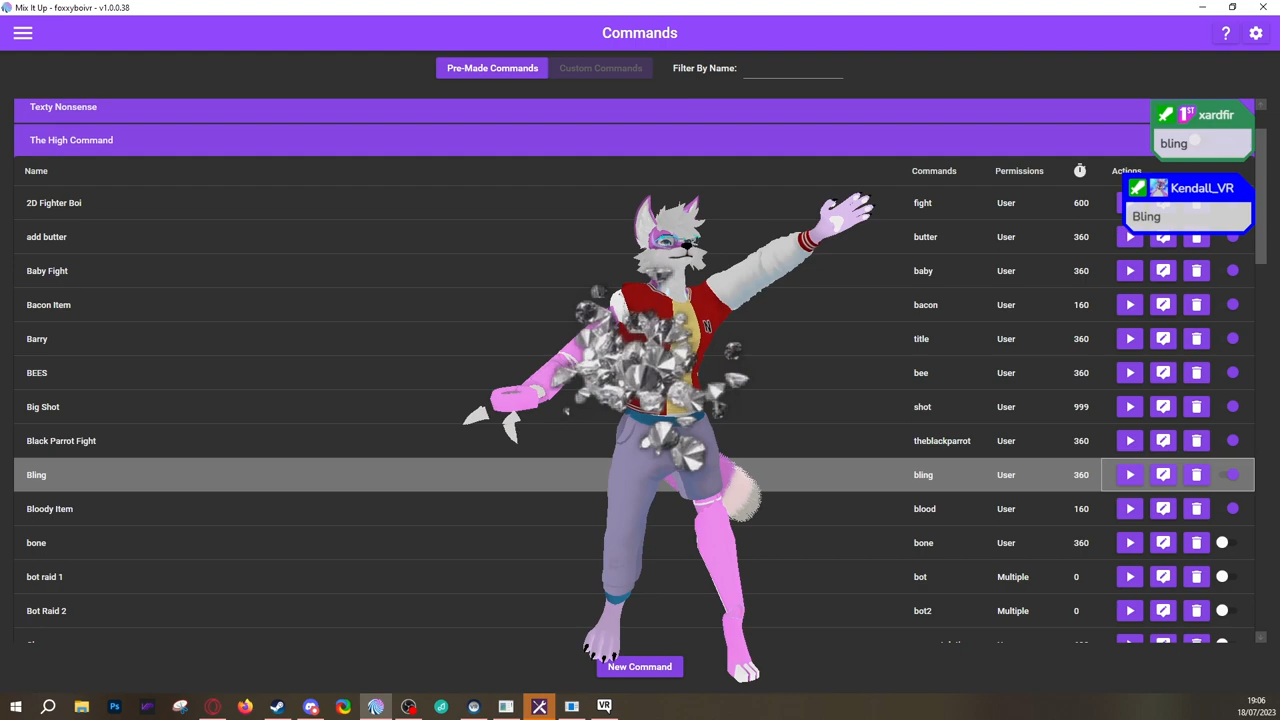 Mix It Up - foxxyboivr - v1.0.0.38
Commands
?
Pre-Made Commands
Custom Commands
Filter By Name:
Texty Nonsense
The High Command
1ST xardfir
bling
Name
Commands
Permissions
Actions
Kendall_VR
Bling
2D Fighter Boi
fight
User
600
add butter
butter
User
360
Baby Fight
baby
User
360
Bacon Item
bacon
User
160
Barry
title
User
360
BEES
bee
User
360
Big Shot
shot
User
999
Black Parrot Fight
theblackparrot
User
360
Bling
bling
User
360
Bloody Item
blood
User
160
bone
bone
User
360
bot raid 1
bot
Multiple
0
Bot Raid 2
bot2
Multiple
0
New Command
N
Ps
VR
19:06
18/07/2023